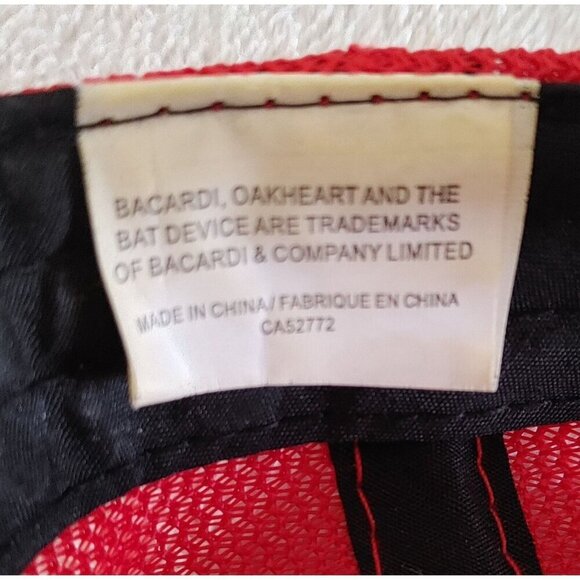 BACARDI, OAKHEART AND THE
BAT DEVICE ARE TRADEMARKS
OF BACARDI & COMPANY LIMITED
MADE IN CHINA/ FABRIQUE EN CHINA
CA52772